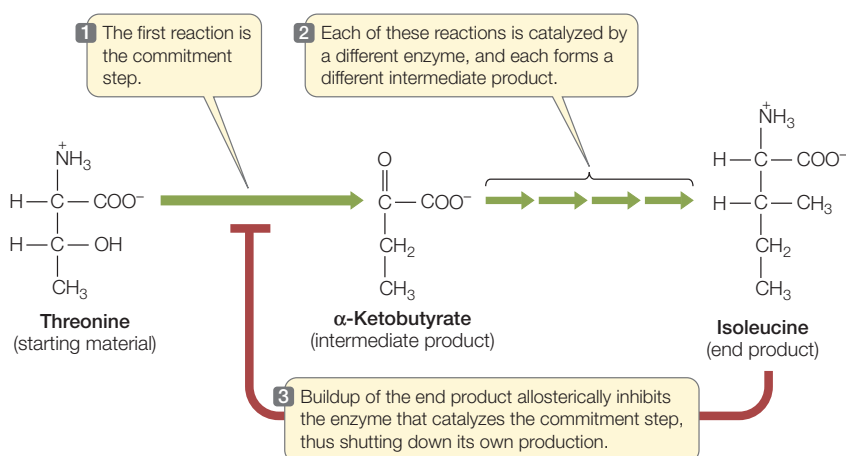 1 The first reaction is
the commitment
step.
2 Each of these reactions is catalyzed by
a different enzyme, and each forms a
different intermediate product.
+
NH3
H—C—COO–
H—C—OH
CH3
Threonine
(starting material)
O
C—COO–
CH2
CH3
α-Ketobutyrate
(intermediate product)
+
NH3
H—C—COO–
H—C—CH3
CH2
CH3
Isoleucine
(end product)
3 Buildup of the end product allosterically inhibits
the enzyme that catalyzes the commitment step,
thus shutting down its own production.